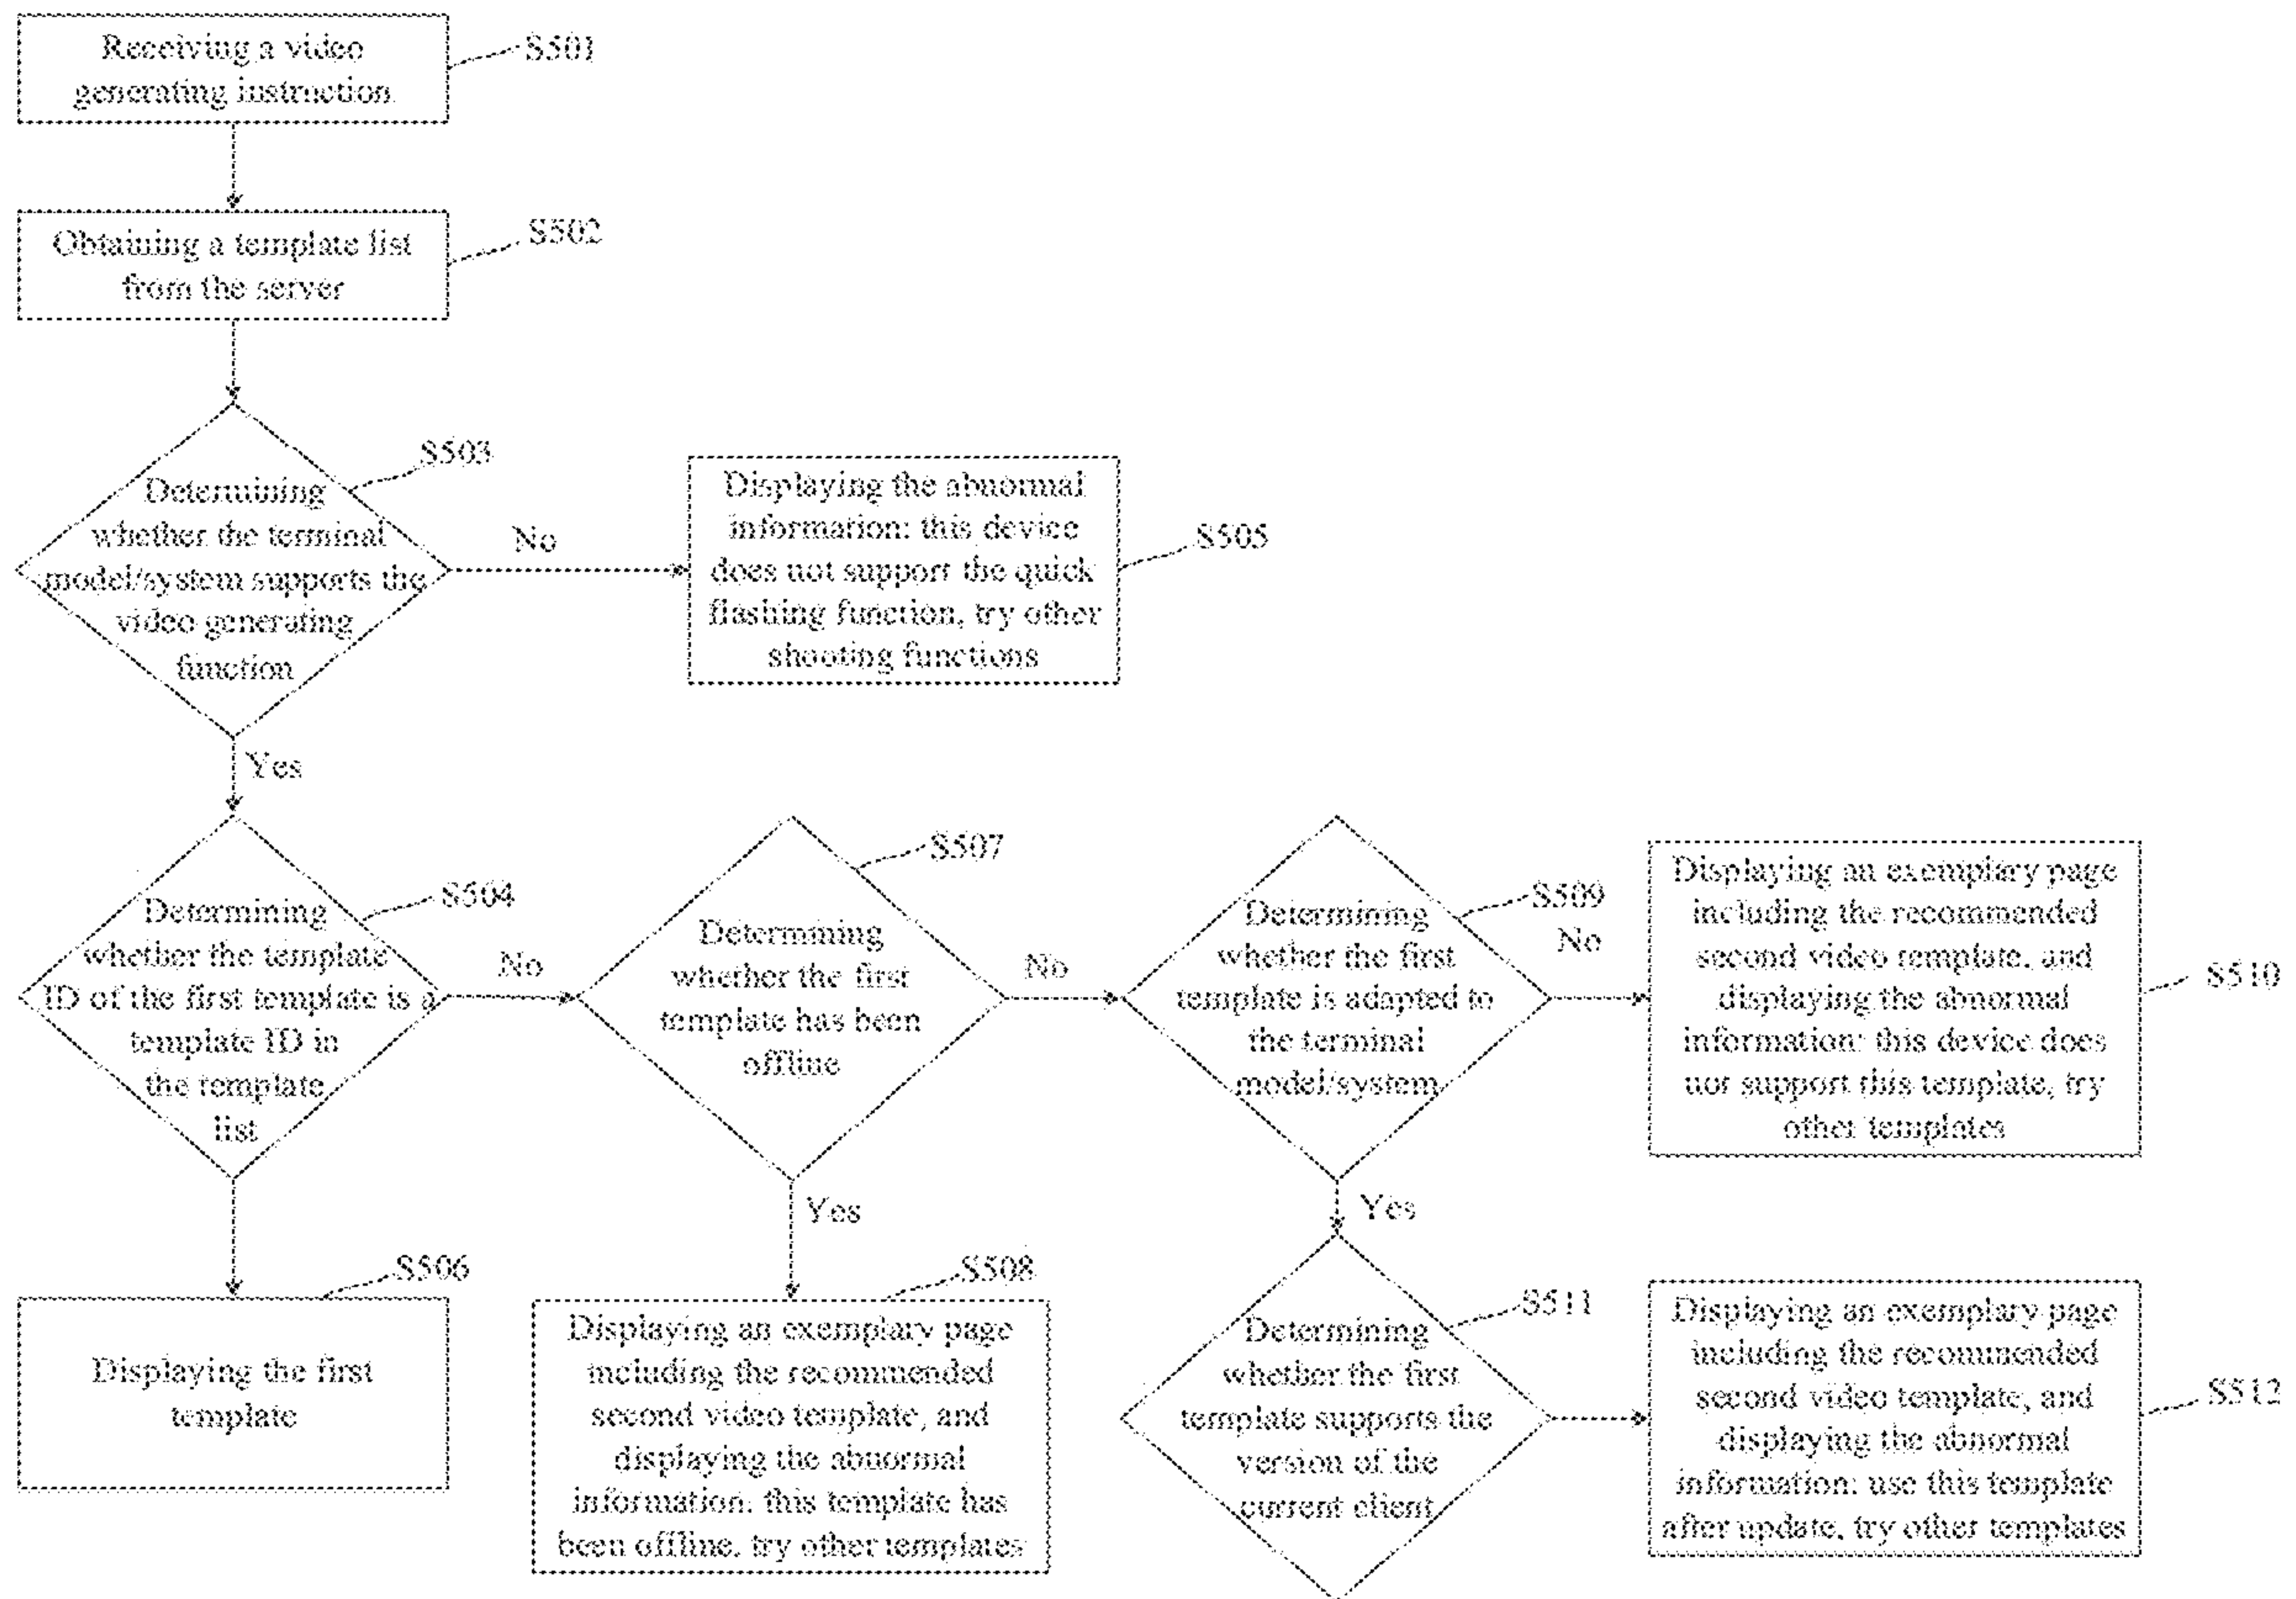 Receiving a video
generating instruction
S501
Obtaining a template list
from the server
S502
S503
Determining
whether the terminal
model/system supports the
video generating
function
No
Displaying the abnormal
information: this device
does not support the quick
flashing function, try other
shooting functions
S505
Yes
S504
Determining
whether the template
ID of the first template is a
template ID in
the template
list
No
S507
Determining
whether the first
template has been
offline
No
S509
Determining
whether the first
template is adapted to
the terminal
model/system
No
Displaying an exemplary page
including the recommended
second video template, and
displaying the abnormal
information: this device does
not support this template, try
other templates
S510
Yes
Yes
S506
Displaying the first
template
S508
Displaying an exemplary page
including the recommended
second video template, and
displaying the abnormal
information: this template has
been offline, try other templates
S511
Determining
whether the first
template supports the
version of the
current client
Displaying an exemplary page
including the recommended
second video template, and
displaying the abnormal
information: use this template
after update, try other templates
S512